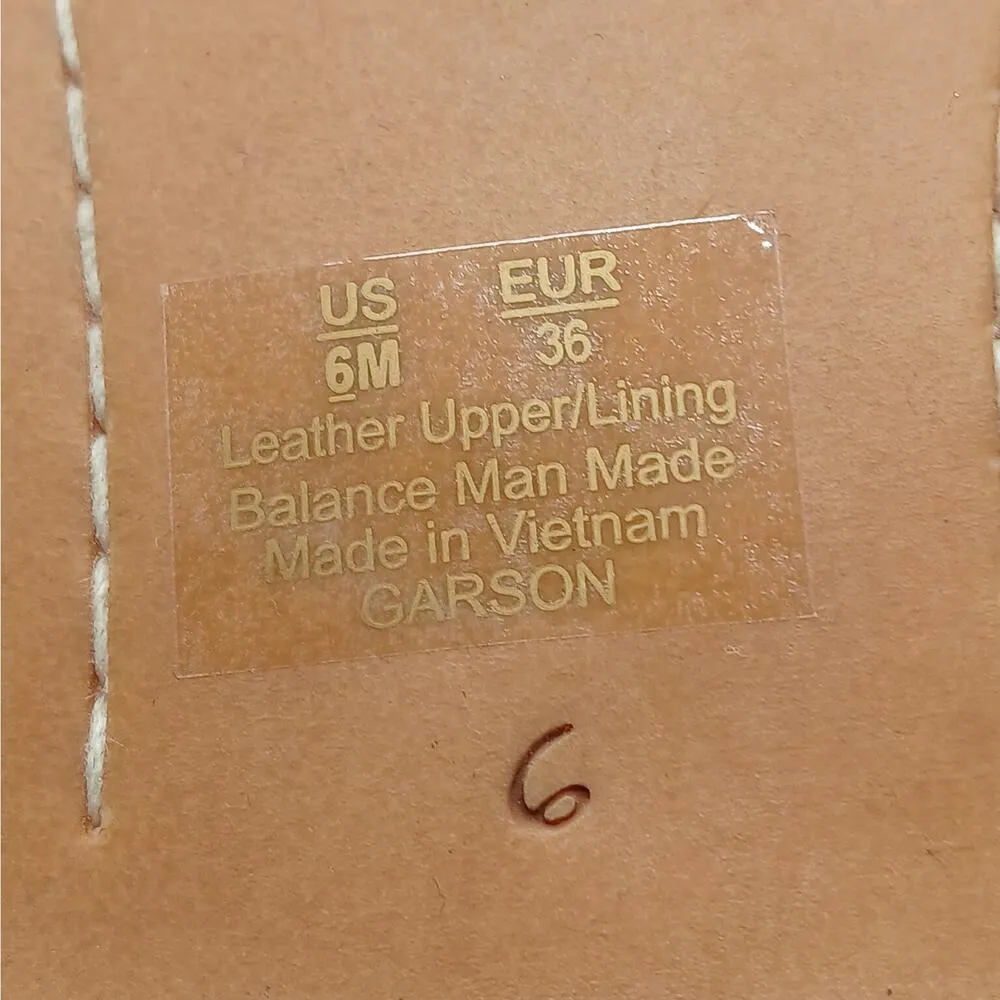 US EUR
6M 36
Leather Upper/Lining
Balance Man Made
Made in Vietnam
GARSON
6